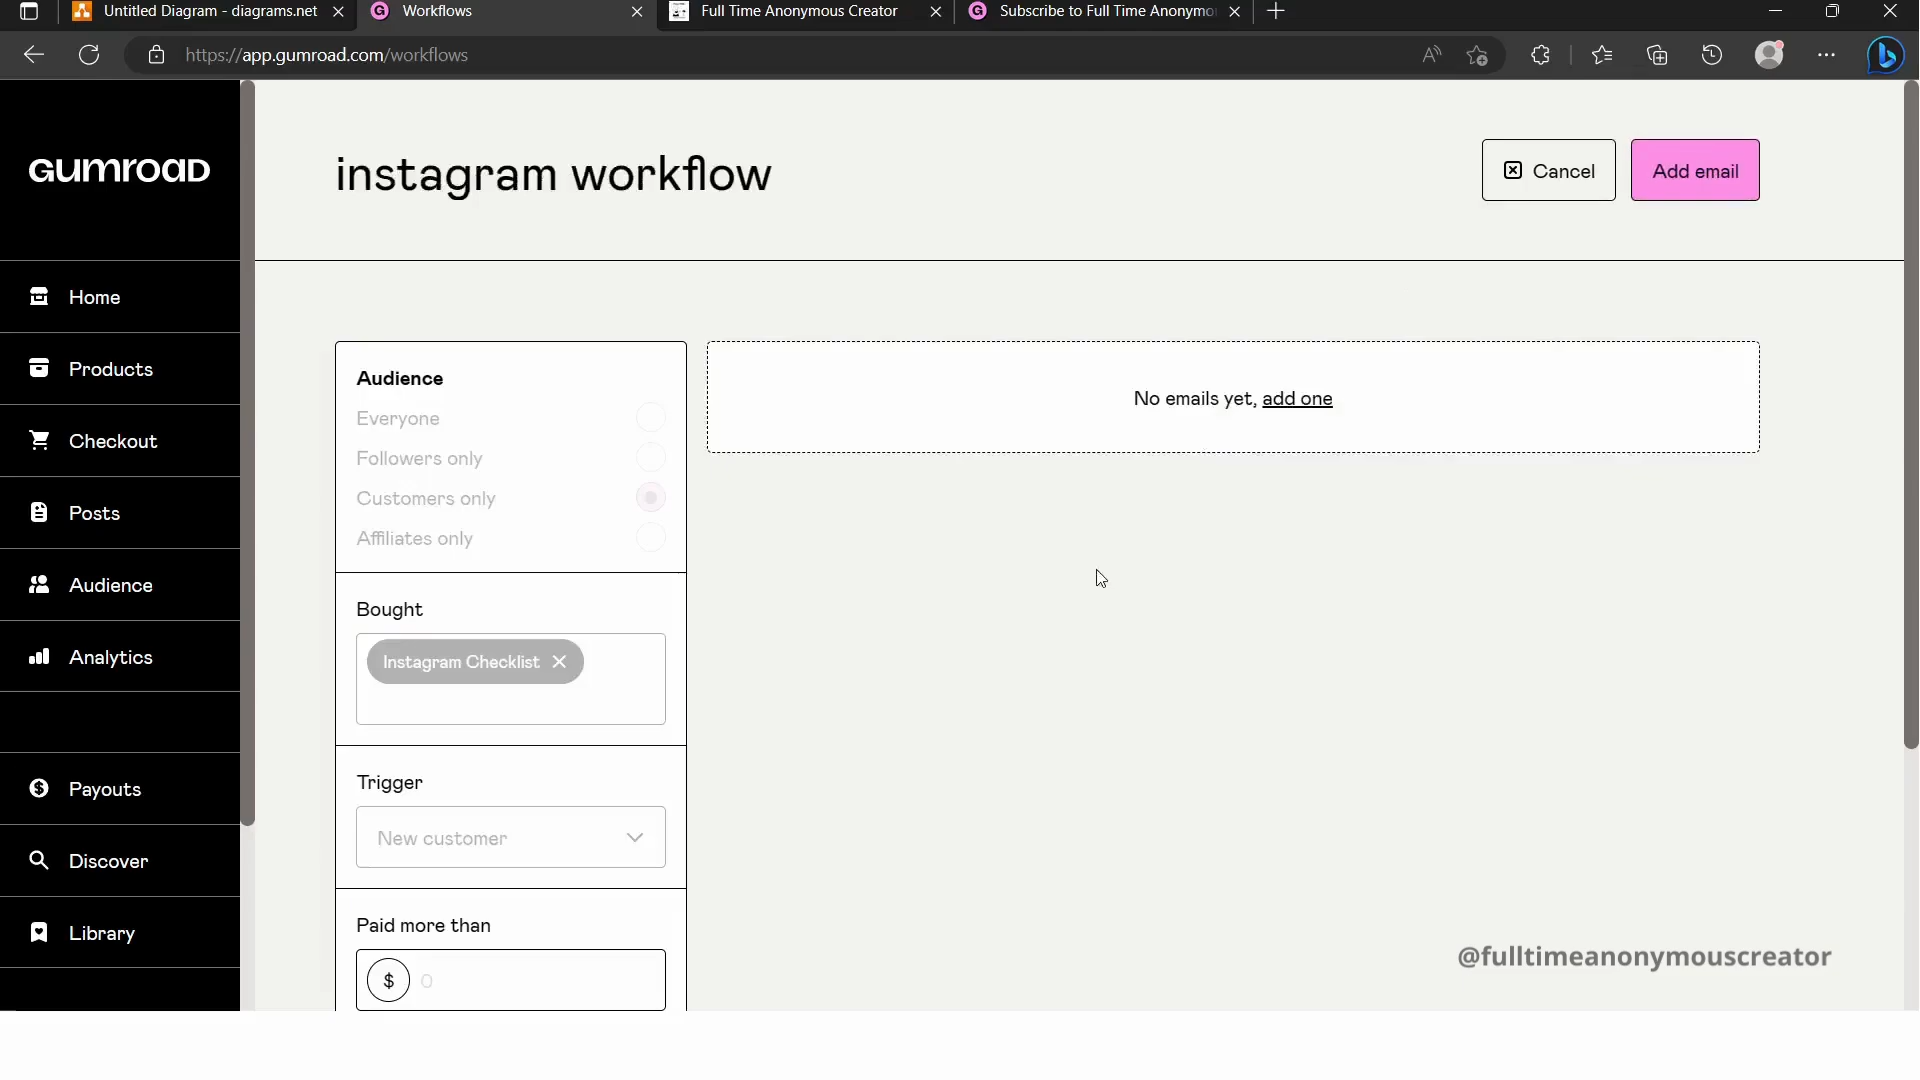 Untitled Diagram - diagrams.net
Workflows
Full Time Anonymous Creator
Subscribe to Full Time Anonymo
https://app.gumroad.com/workflows
GUMROAD
Home
Products
Checkout
Posts
Audience
Analytics
Payouts
Discover
Library
instagram workflow
Cancel
Add email
Audience
Everyone
Followers only
Customers only
Affiliates only
Bought
Instagram Checklist
Trigger
New customer
Paid more than
$ 0
No emails yet, add one
@fulltimeanonymouscreator